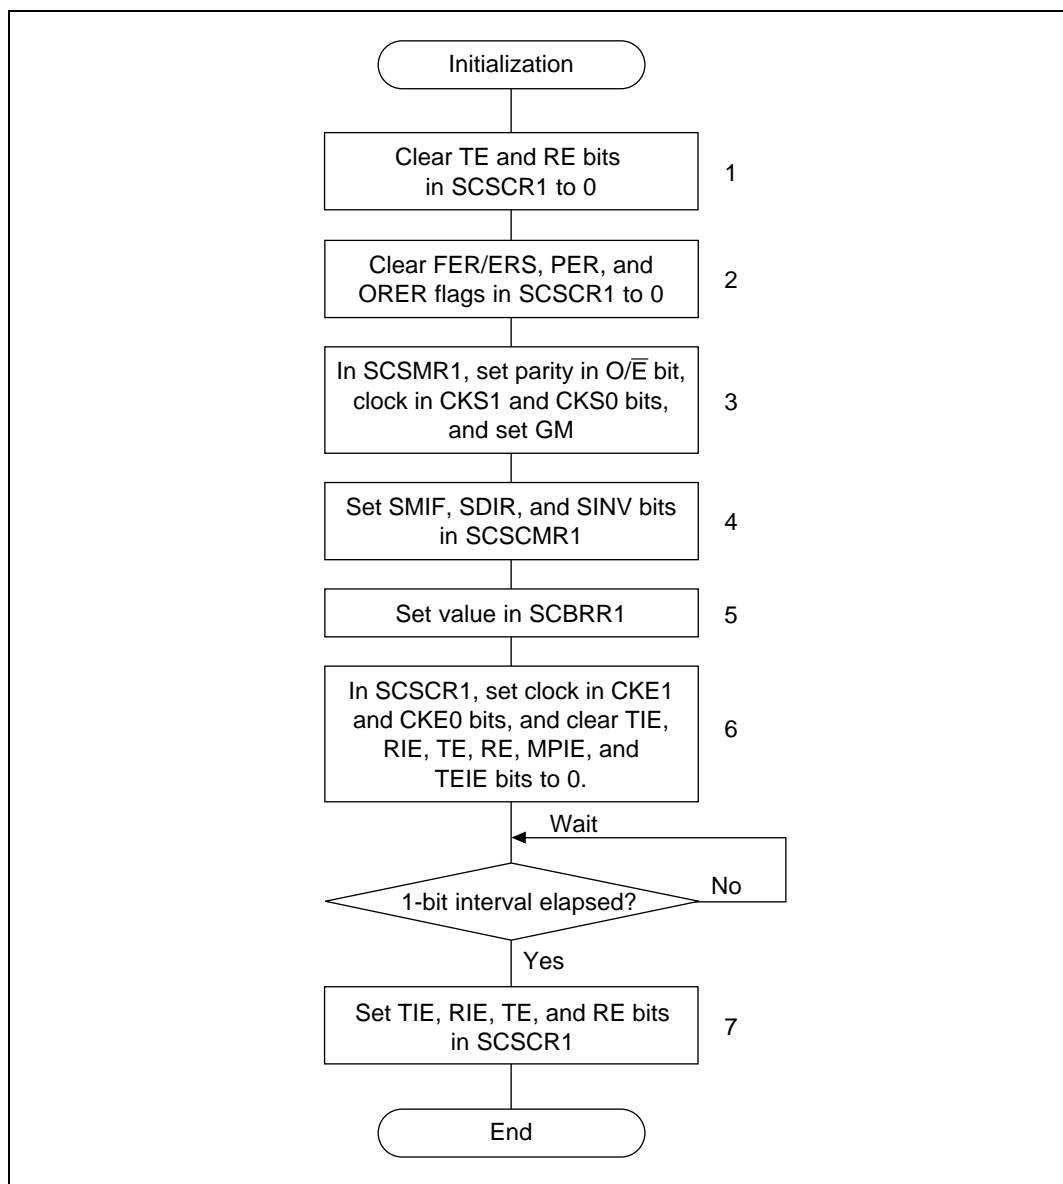 Initialization
Clear TE and RE bits
in SCSCR1 to 0
1
Clear FER/ERS, PER, and
ORER flags in SCSCR1 to 0
2
In SCSMR1, set parity in O/E̅ bit,
clock in CKS1 and CKS0 bits,
and set GM
3
Set SMIF, SDIR, and SINV bits
in SCSCMR1
4
Set value in SCBRR1
5
In SCSCR1, set clock in CKE1
and CKE0 bits, and clear TIE,
RIE, TE, RE, MPIE, and
TEIE bits to 0.
6
Wait
1-bit interval elapsed?
No
Yes
Set TIE, RIE, TE, and RE bits
in SCSCR1
7
End